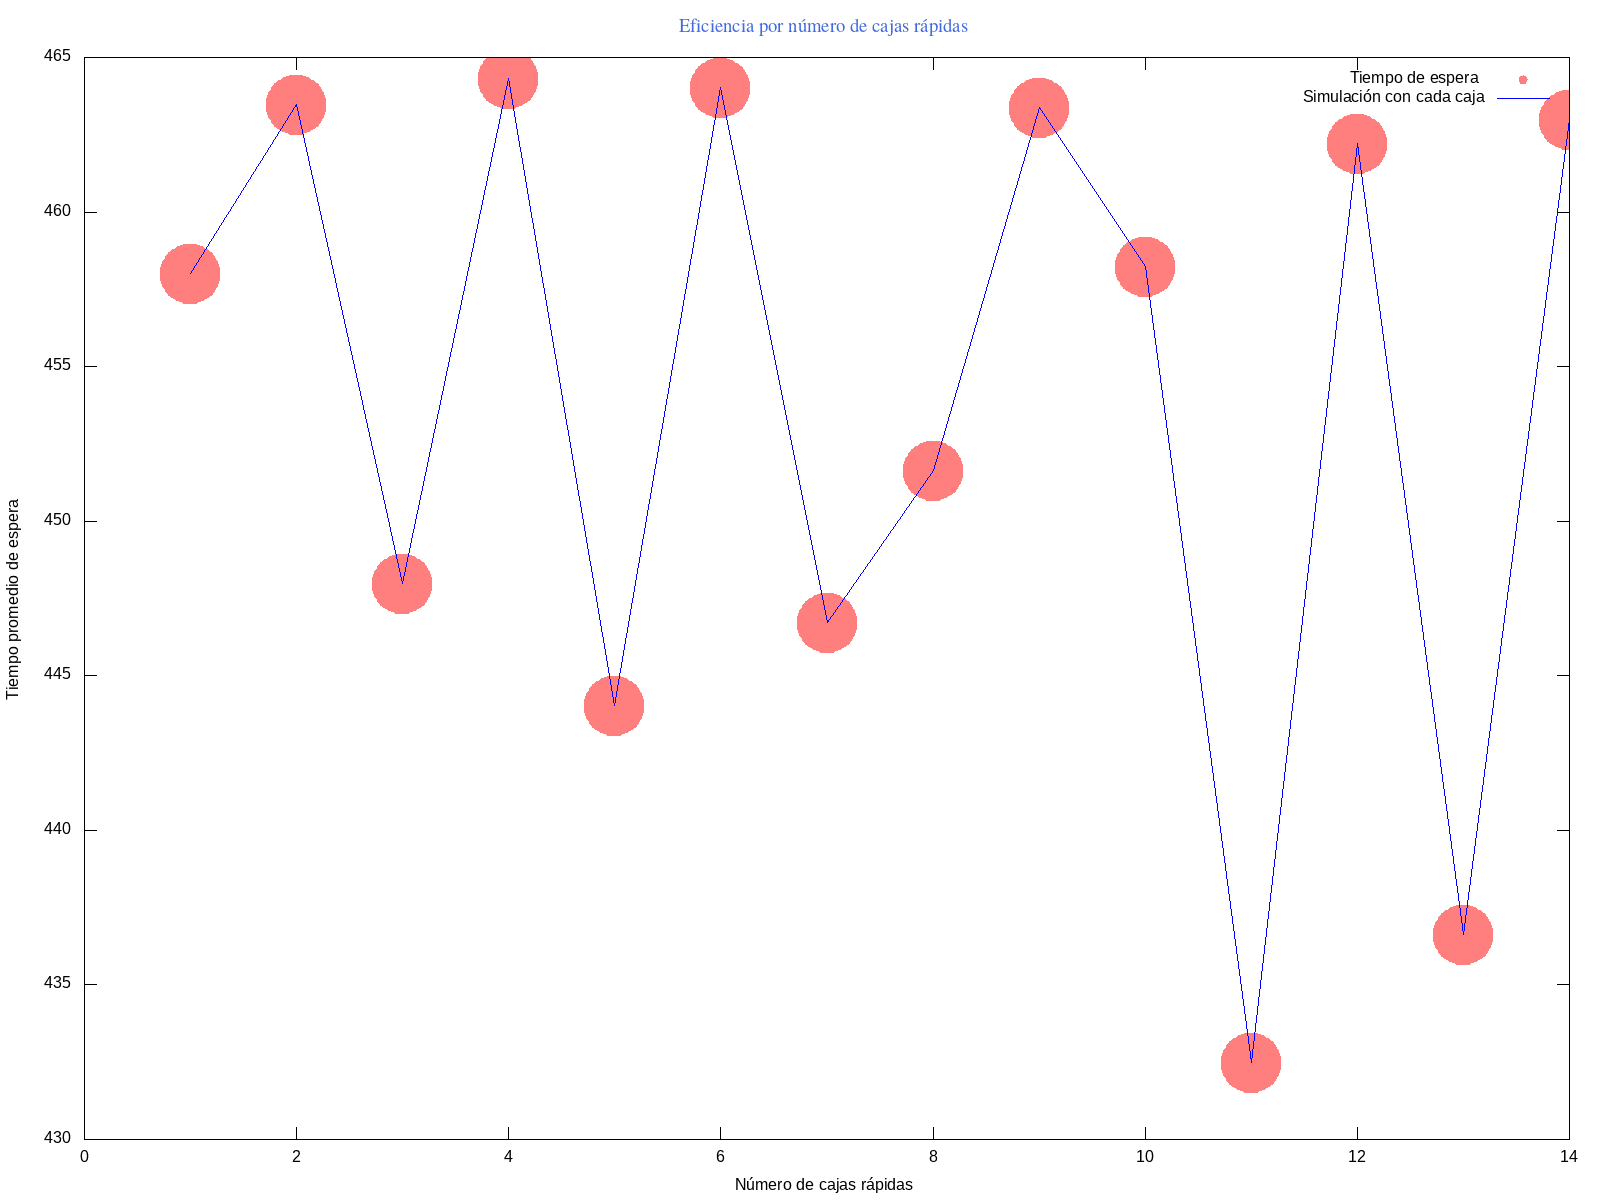 Eficiencia por número de cajas rápidas
465
460
455
450
445
440
435
430
Tiempo promedio de espera
Tiempo de espera
Simulación con cada caja
0 2 4 6 8 10 12 14
Número de cajas rápidas